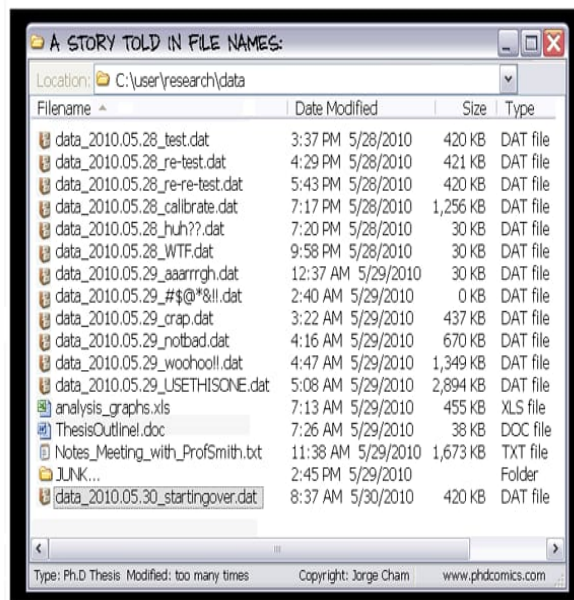 A STORY TOLD IN FILE NAMES:
Location: C:\user\research\data
Filename Date Modified Size Type
data_2010.05.28_test.dat 3:37 PM 5/28/2010 420 KB DAT file
data_2010.05.28_re-test.dat 4:29 PM 5/28/2010 421 KB DAT file
data_2010.05.28_re-re-test.dat 5:43 PM 5/28/2010 420 KB DAT file
data_2010.05.28_calibrate.dat 7:17 PM 5/28/2010 1,256 KB DAT file
data_2010.05.28_huh??.dat 7:20 PM 5/28/2010 30 KB DAT file
data_2010.05.28_WTF.dat 9:58 PM 5/28/2010 30 KB DAT file
data_2010.05.29_aaarrrgh.dat 12:37 AM 5/29/2010 30 KB DAT file
data_2010.05.29_#$@*&!!.dat 2:40 AM 5/29/2010 0 KB DAT file
data_2010.05.29_crap.dat 3:22 AM 5/29/2010 437 KB DAT file
data_2010.05.29_notbad.dat 4:16 AM 5/29/2010 670 KB DAT file
data_2010.05.29_woohoo!!.dat 4:47 AM 5/29/2010 1,349 KB DAT file
data_2010.05.29_USETHISONE.dat 5:08 AM 5/29/2010 2,894 KB DAT file
analysis_graphs.xls 7:13 AM 5/29/2010 455 KB XLS file
ThesisOutline!.doc 7:26 AM 5/29/2010 38 KB DOC file
Notes_Meeting_with_ProfSmith.txt 11:38 AM 5/29/2010 1,673 KB TXT file
JUNK... 2:45 PM 5/29/2010 Folder
data_2010.05.30_startingover.dat 8:37 AM 5/30/2010 420 KB DAT file
Type: Ph.D Thesis Modified: too many times Copyright: Jorge Cham www.phdcomics.com